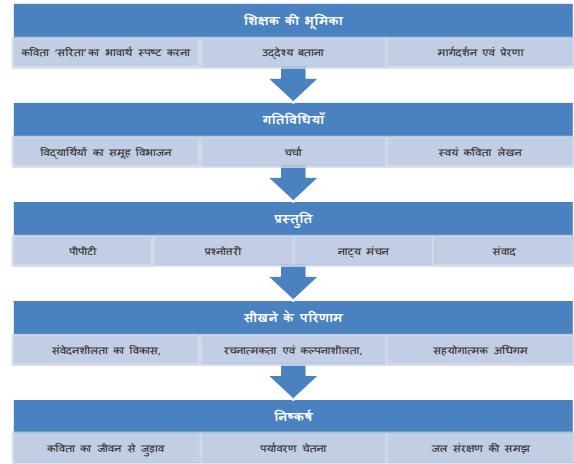 शिक्षक की भूमिका
कविता 'सरिता' का भावार्थ स्पष्ट करना उद्देश्य बताना मार्गदर्शन एवं प्रेरणा
गतिविधियाँ
विद्यार्थियों का समूह विभाजन चर्चा स्वयं कविता लेखन
प्रस्तुति
पीपीटी प्रश्नोत्तरी नाट्य मंचन संवाद
सीखने के परिणाम
संवेदनशीलता का विकास, रचनात्मकता एवं कल्पनाशीलता, सहयोगात्मक अधिगम
निष्कर्ष
कविता का जीवन से जुड़ाव पर्यावरण चेतना जल संरक्षण की समझ